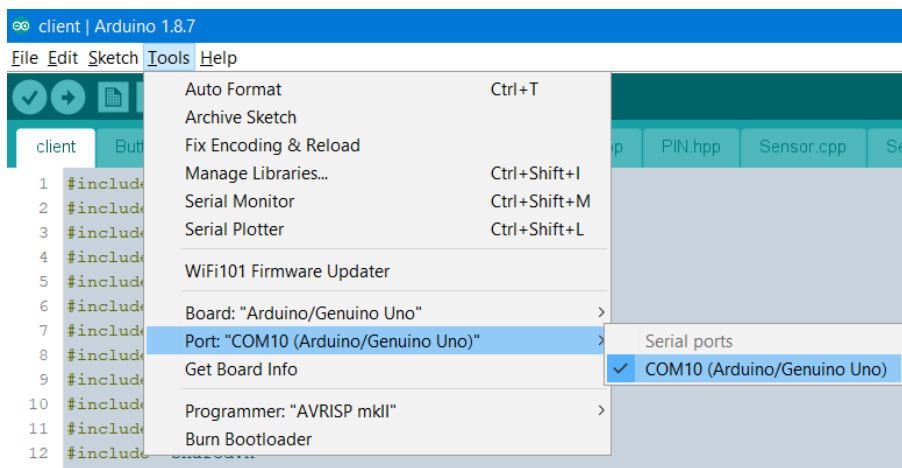 client | Arduino 1.8.7
File Edit Sketch Tools Help
Auto Format Ctrl+T
Archive Sketch
client Fix Encoding & Reload PIN.hpp Sensor.cpp
Manage Libraries... Ctrl+Shift+I
1 #include
Serial Monitor Ctrl+Shift+M
2 #include
Serial Plotter Ctrl+Shift+L
3 #include
4 #include
WiFi101 Firmware Updater
5 #include
6 #include
Board: "Arduino/Genuino Uno"
7 #include
Port: "COM10 (Arduino/Genuino Uno)" Serial ports
8 #include
Get Board Info COM10 (Arduino/Genuino Uno)
9 #include
10 #include
Programmer: "AVRISP mkII"
11 #include
Burn Bootloader
12 #include